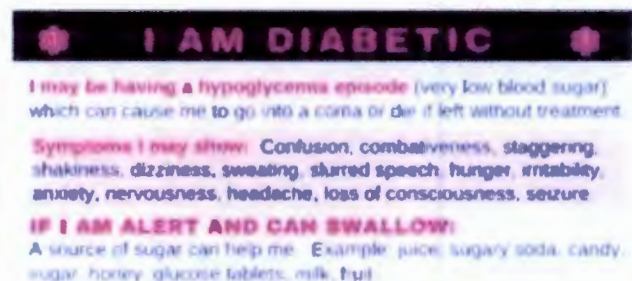 I AM DIABETIC
I may be having a hypoglycemia episode (very low blood sugar)
which can cause me to go into a coma or die if left without treatment
Symptoms I may show: Confusion, combativeness, staggering,
shakiness, dizziness, sweating, slurred speech, hunger, irritability,
anxiety, nervousness, headache, loss of consciousness, seizure
IF I AM ALERT AND CAN SWALLOW:
A source of sugar can help me. Example: juice, sugary soda, candy,
sugar, honey, glucose tablets, milk, fruit